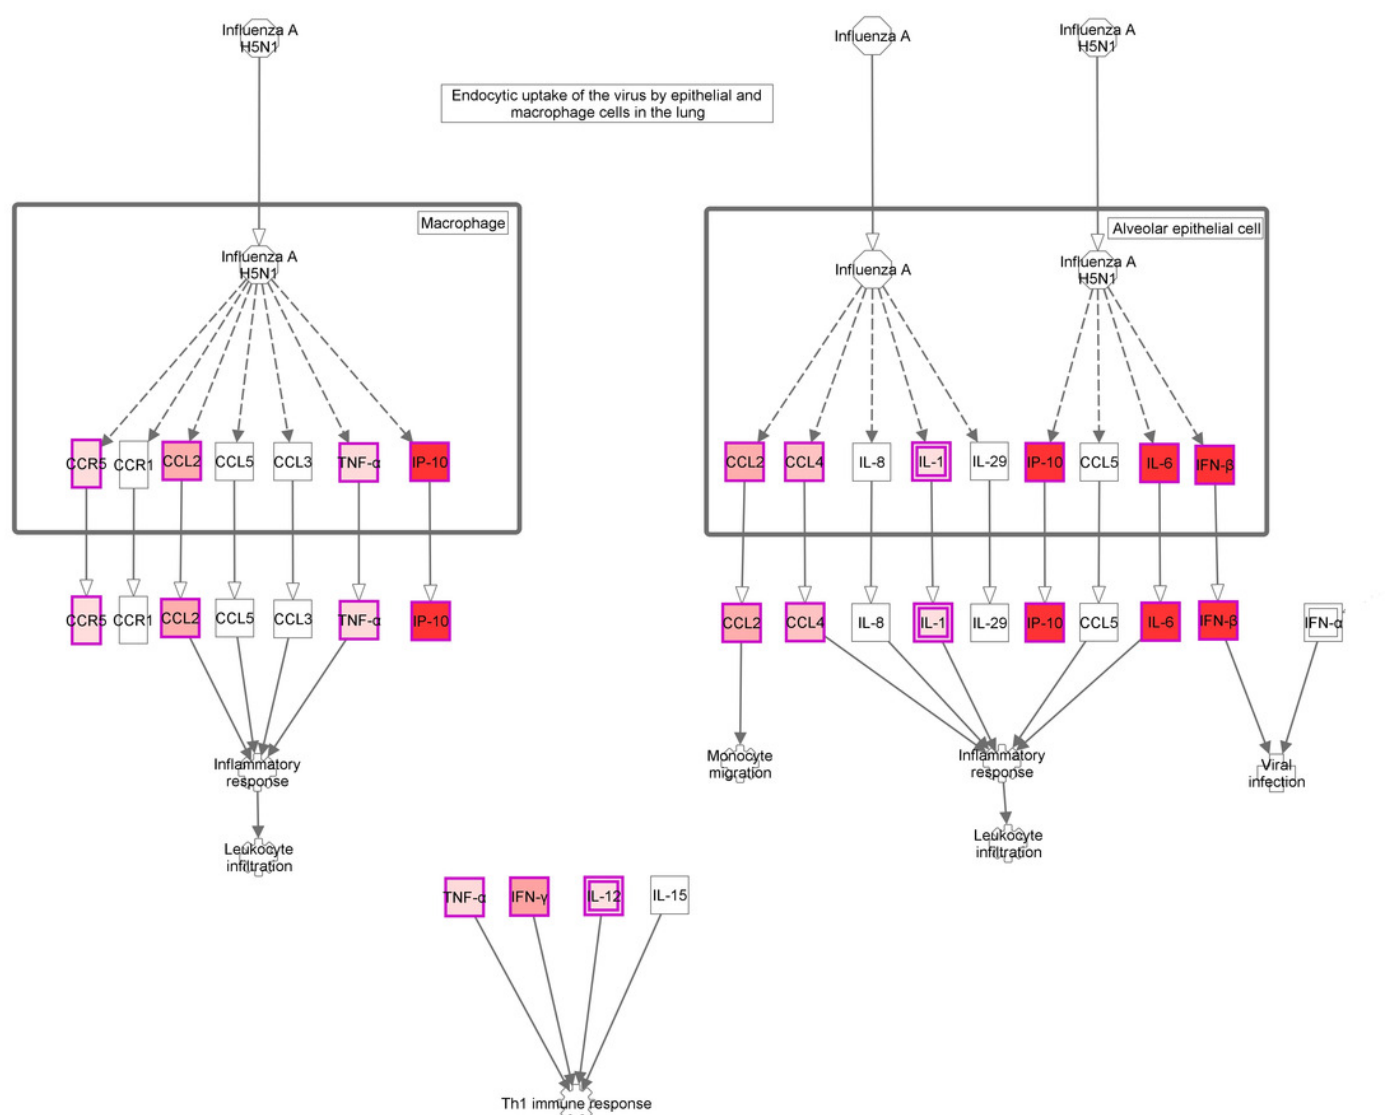 Influenza A
H5N1
Influenza A
Influenza A
H5N1
Endocytic uptake of the virus by epithelial and
macrophage cells in the lung
Macrophage
Alveolar epithelial cell
Influenza A
H5N1
Influenza A
Influenza A
H5N1
CCR5 CCR1 CCL2 CCL5 CCL3 TNF-α IP-10
CCL2 CCL4 IL-8 IL-1 IL-29 IP-10 CCL5 IL-6 IFN-β
CCR5 CCR1 CCL2 CCL5 CCL3 TNF-α IP-10
CCL2 CCL4 IL-8 IL-1 IL-29 IP-10 CCL5 IL-6 IFN-β IFN-α
Inflammatory
response
Monocyte
migration
Inflammatory
response
Viral
infection
Leukocyte
infiltration
Leukocyte
infiltration
TNF-α IFN-γ IL-12 IL-15
Th1 immune response